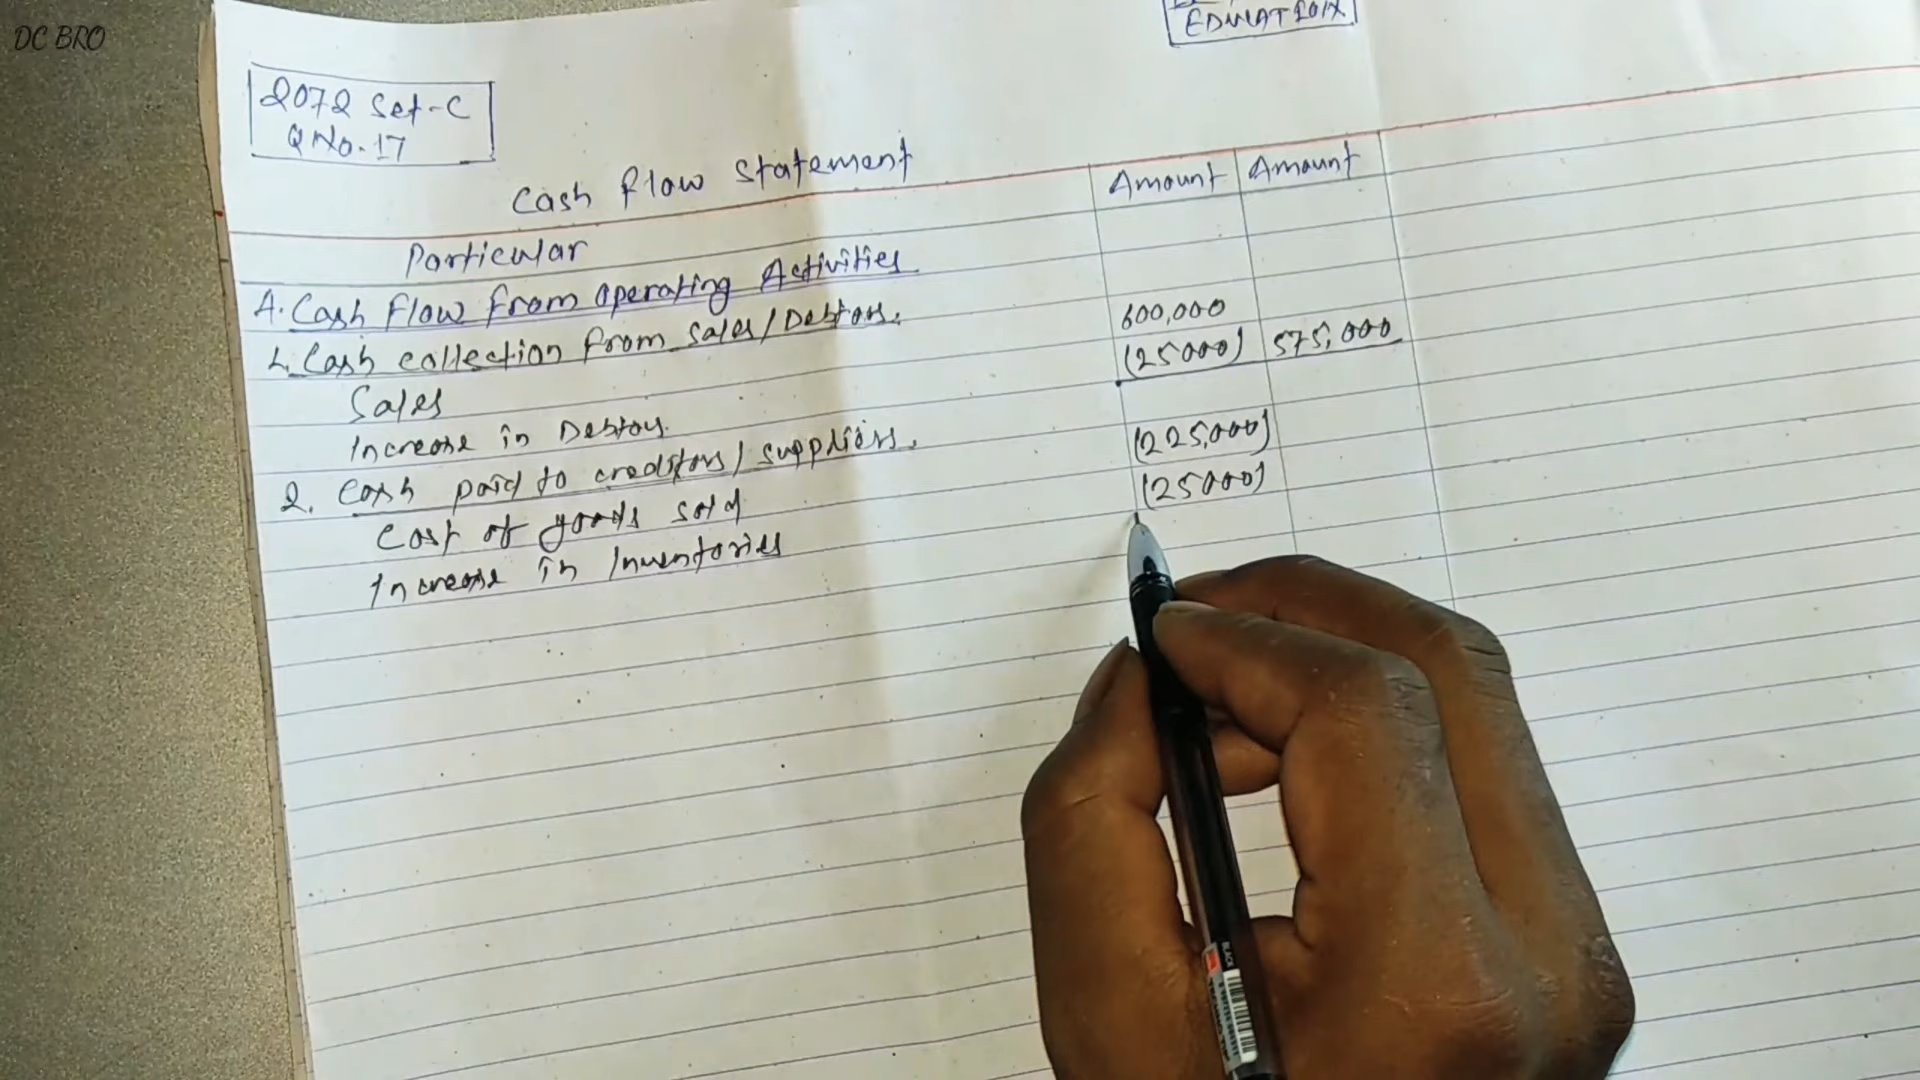 DC BRO
EDUCATION
2072 Set-C
Q No. 17
Cash Flow Statement
Particular
Amount
Amount
A. Cash Flow from Operating Activities
1. Cash collection from Sales/Debtors.
Sales
600,000
Increase in Debtors.
(25000)
575,000
2. Cash paid to creditors/suppliers.
Cost of goods sold
(225,000)
Increase in Inventories
(25000)
BLACK